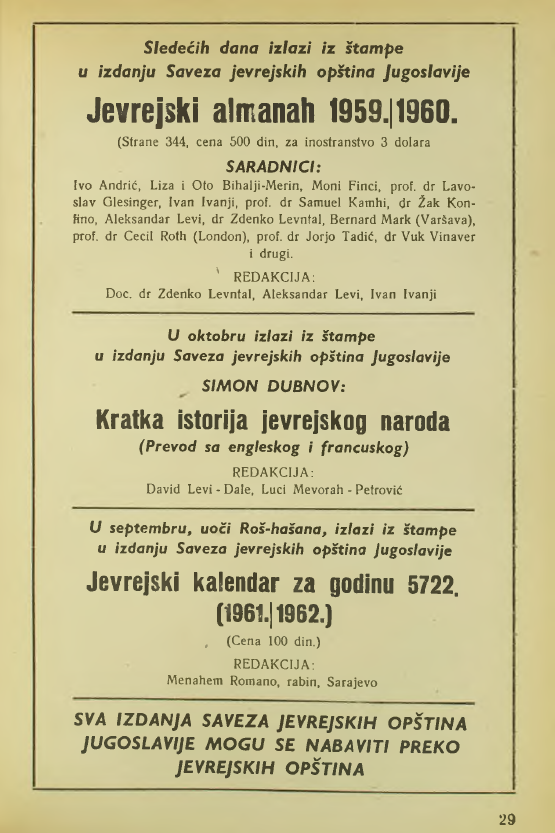 Sledećih dana izlazi iz štampe
u izdanju Saveza jevrejskih opština Jugoslavije
Jevrejski almanah 1959.|1960.
(Strane 344, cena 500 din, za inostranstvo 3 dolara
SARADNICI:
Ivo Andrić, Liza i Oto Bihalji-Merin, Moni Finci, prof. dr Lavo-
slav Glesinger, Ivan Ivanji, prof. dr Samuel Kamhi, dr Žak Kon-
fino, Aleksandar Levi, dr Zdenko Levntal, Bernard Mark (Varšava),
prof. dr Cecil Roth (London), prof. dr Jorjo Tadić, dr Vuk Vinaver
i drugi.
REDAKCIJA:
Doc. dr Zdenko Levntal, Aleksandar Levi, Ivan Ivanji
U oktobru izlazi iz štampe
u izdanju Saveza jevrejskih opština Jugoslavije
SIMON DUBNOV:
Kratka istorija jevrejskog naroda
(Prevod sa engleskog i francuskog)
REDAKCIJA:
David Levi - Dale, Luci Mevorah - Petrović
U septembru, uoči Roš-hašana, izlazi iz štampe
u izdanju Saveza jevrejskih opština Jugoslavije
Jevrejski kalendar za godinu 5722.
(1961.|1962.)
(Cena 100 din.)
REDAKCIJA:
Menahem Romano, rabin, Sarajevo
SVA IZDANJA SAVEZA JEVREJSKIH OPŠTINA
JUGOSLAVIJE MOGU SE NABAVITI PREKO
JEVREJSKIH OPŠTINA
29